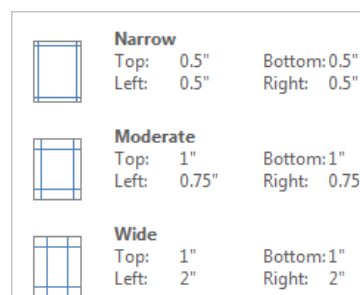 Narrow
Top: 0.5" Bottom: 0.5"
Left: 0.5" Right: 0.5"
Moderate
Top: 1" Bottom: 1"
Left: 0.75" Right: 0.75
Wide
Top: 1" Bottom: 1"
Left: 2" Right: 2"